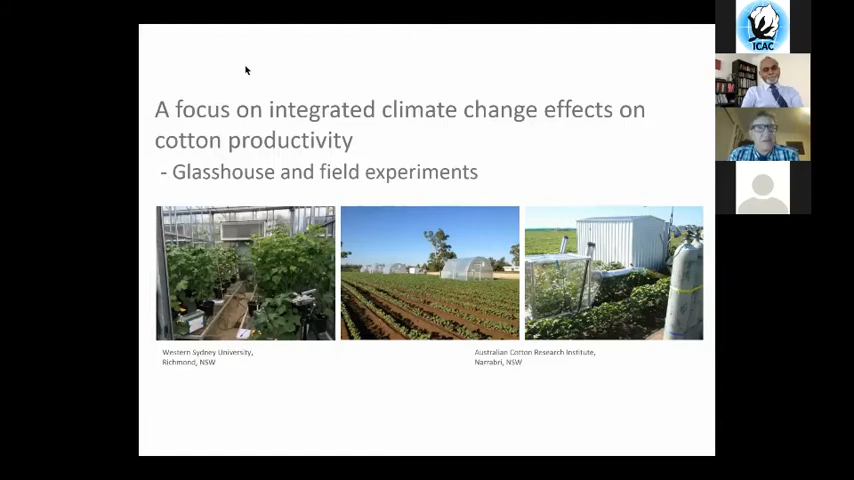 A focus on integrated climate change effects on
cotton productivity
- Glasshouse and field experiments
Western Sydney University,
Richmond, NSW
Australian Cotton Research Institute,
Narrabri, NSW
ICAC